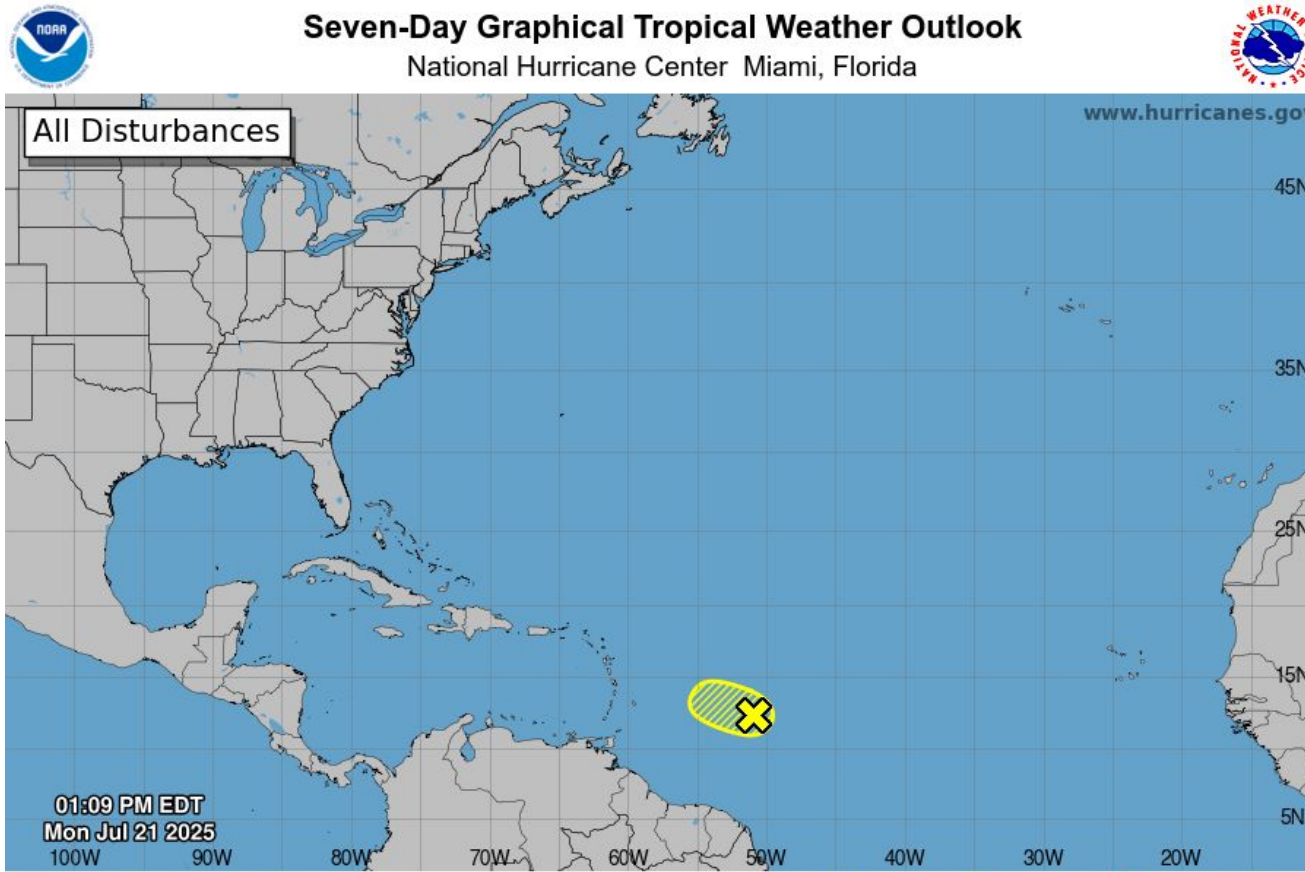 Seven-Day Graphical Tropical Weather Outlook
National Hurricane Center Miami, Florida
NOAA
All Disturbances
www.hurricanes.gov
45N
35N
25N
15N
5N
01:09 PM EDT
Mon Jul 21 2025
100W 90W 80W 70W 60W 50W 40W 30W 20W